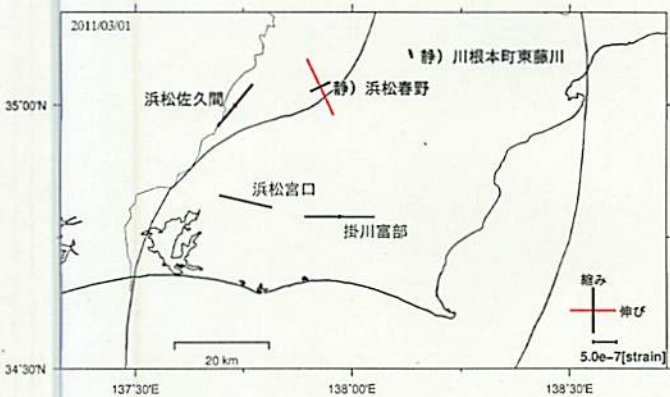 2011/03/01
静）川根本町東藤川
静）浜松春野
浜松佐久間
35°00'N
浜松宮口
掛川富部
縮み
伸び
20 km
5.0e-7[strain]
34°30'N
137°30'E
138°00'E
138°30'E